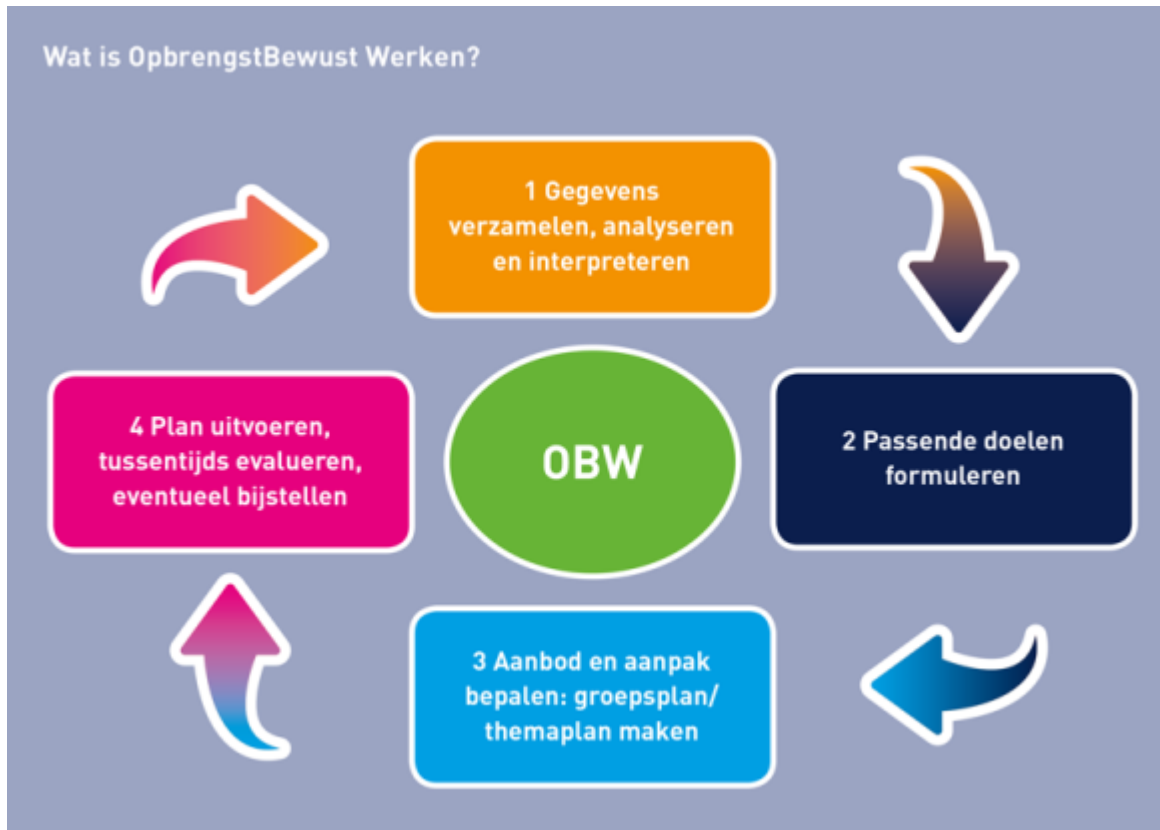 Wat is OpbrengstBewust Werken?
1 Gegevens
verzamelen, analyseren
en interpreteren
2 Passende doelen
formuleren
3 Aanbod en aanpak
bepalen: groepsplan/
themaplan maken
4 Plan uitvoeren,
tussentijds evalueren,
eventueel bijstellen
OBW